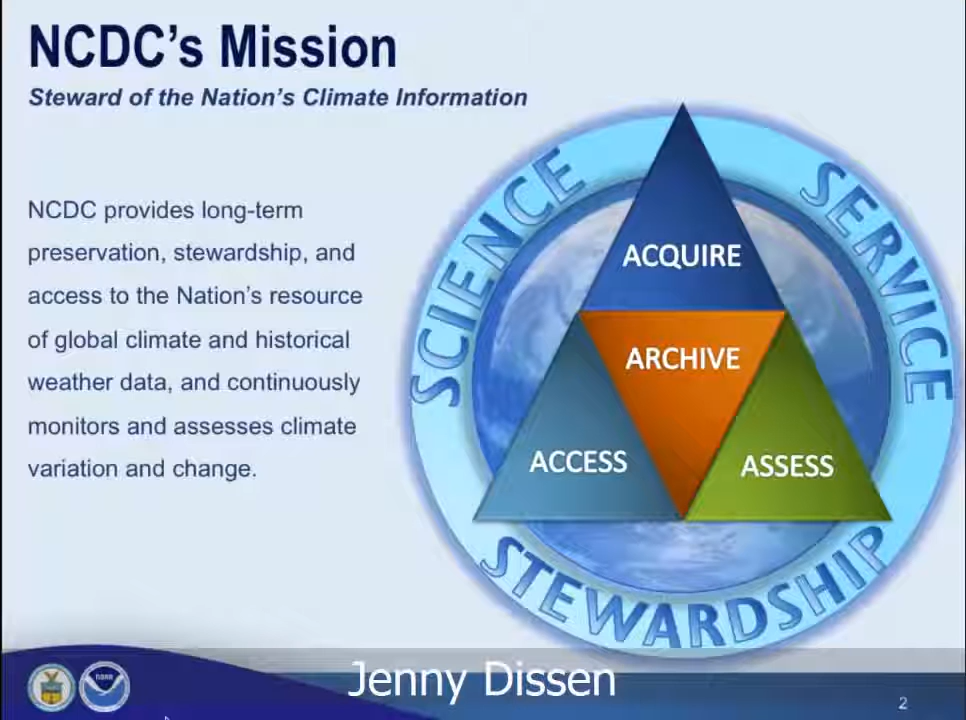 NCDC's Mission
Steward of the Nation's Climate Information
NCDC provides long-term
preservation, stewardship, and
access to the Nation's resource
of global climate and historical
weather data, and continuously
monitors and assesses climate
variation and change.
SCIENCE
SERVICE
STEWARDSHIP
ACQUIRE
ARCHIVE
ACCESS
ASSESS
noaa
Jenny Dissen
2